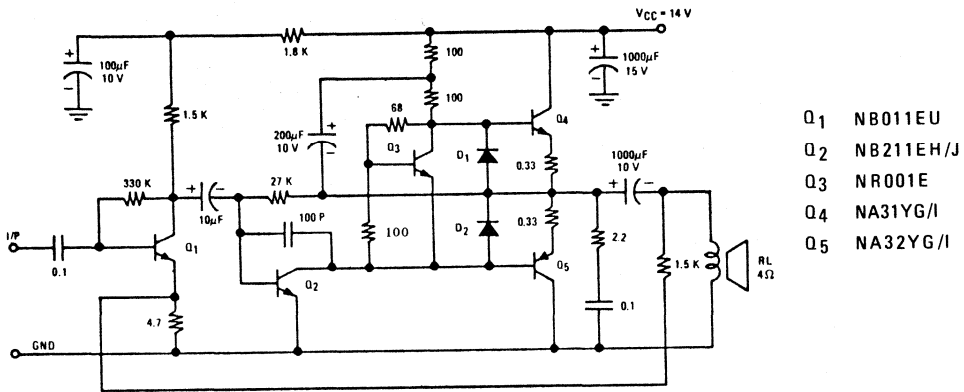 VCC = 14 V
1.8 K
100
+
100µF
10 V
-
+
1000µF
15 V
-
1.5 K
100
68
Q4
200µF
10 V
+
-
Q3
D1
0.33
1000µF
10 V
+ -
330 K
+ -
10µF
27 K
100 P
100
D2
0.33
I/P
0.1
Q1
Q2
Q5
2.2
1.5 K
RL
4Ω
4.7
0.1
GND
Q1 NB011EU
Q2 NB211EH/J
Q3 NR001E
Q4 NA31YG/I
Q5 NA32YG/I